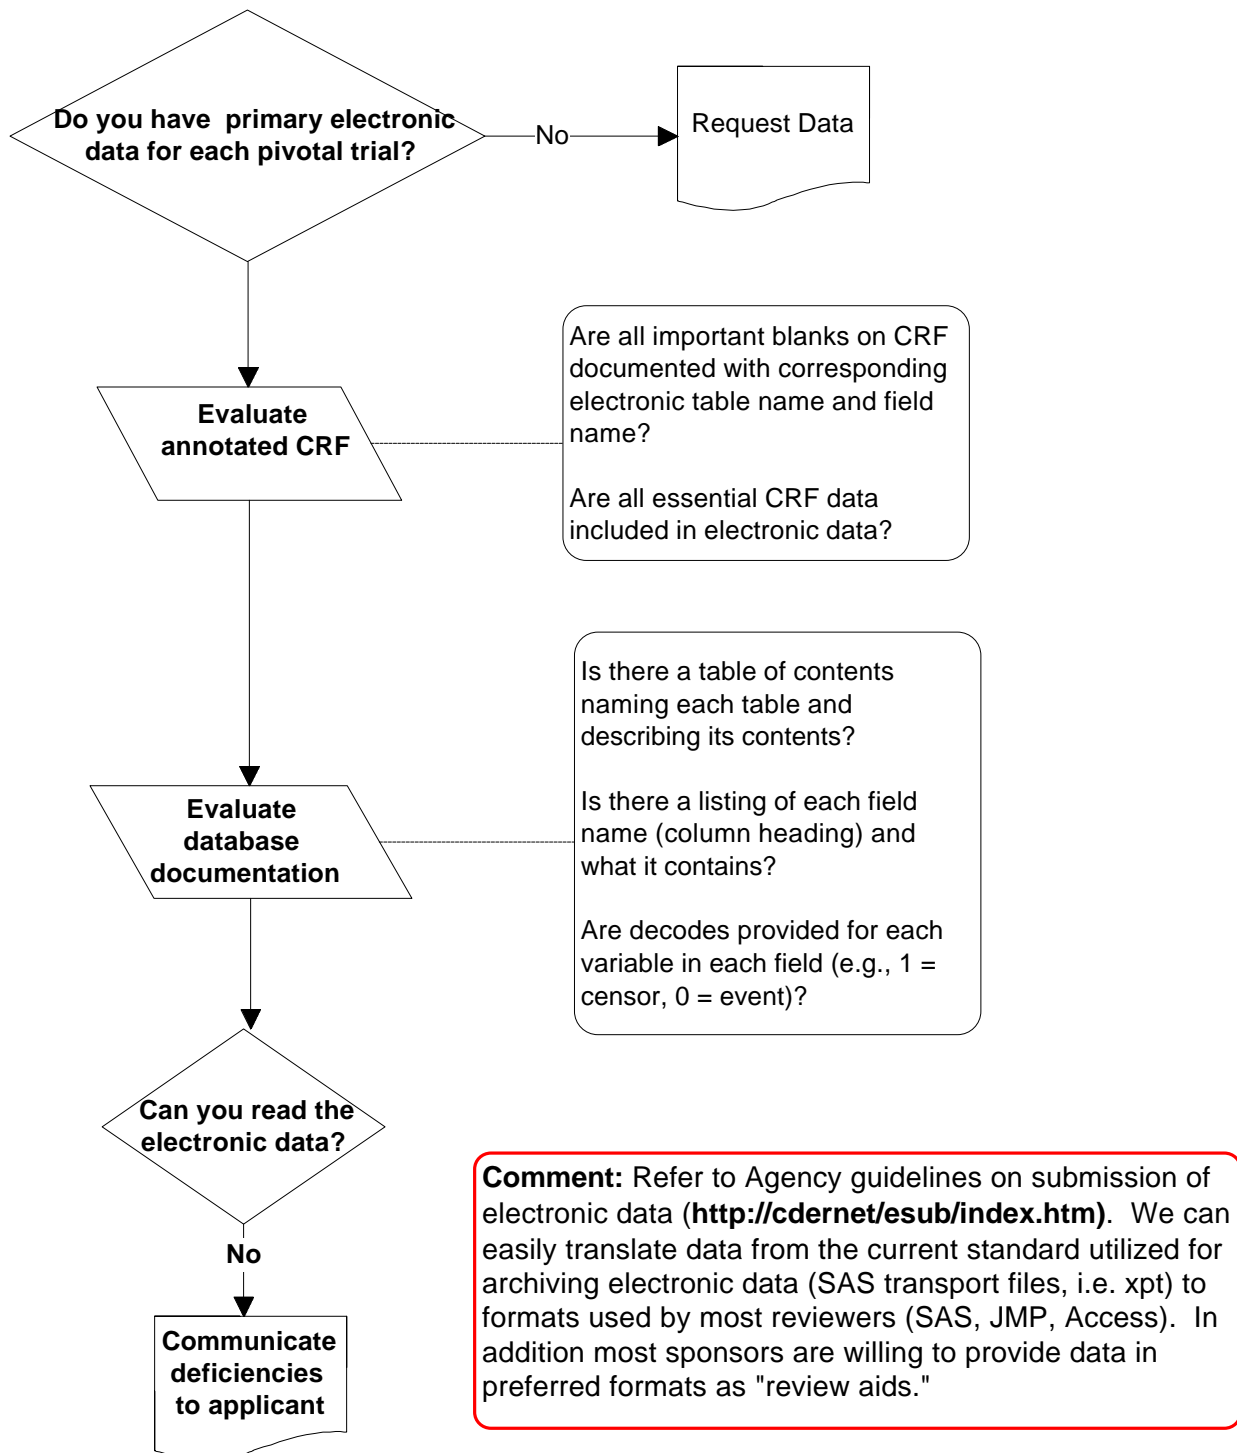 Do you have  primary electronic
data for each pivotal trial?
No
Request Data
Are all important blanks on CRF
documented with corresponding
electronic table name and field
name?
Are all essential CRF data
included in electronic data?
Evaluate
annotated CRF
Is there a table of contents
naming each table and
describing its contents?
Is there a listing of each field
name (column heading) and
what it contains?
Are decodes provided for each
variable in each field (e.g., 1 =
censor, 0 = event)?
Evaluate
database
documentation
Can you read the
electronic data?
No
Communicate
deficiencies
to applicant
Comment: Refer to Agency guidelines on submission of
electronic data (http://cdernet/esub/index.htm).  We can
easily translate data from the current standard utilized for
archiving electronic data (SAS transport files, i.e. xpt) to
formats used by most reviewers (SAS, JMP, Access).  In
addition most sponsors are willing to provide data in
preferred formats as "review aids."